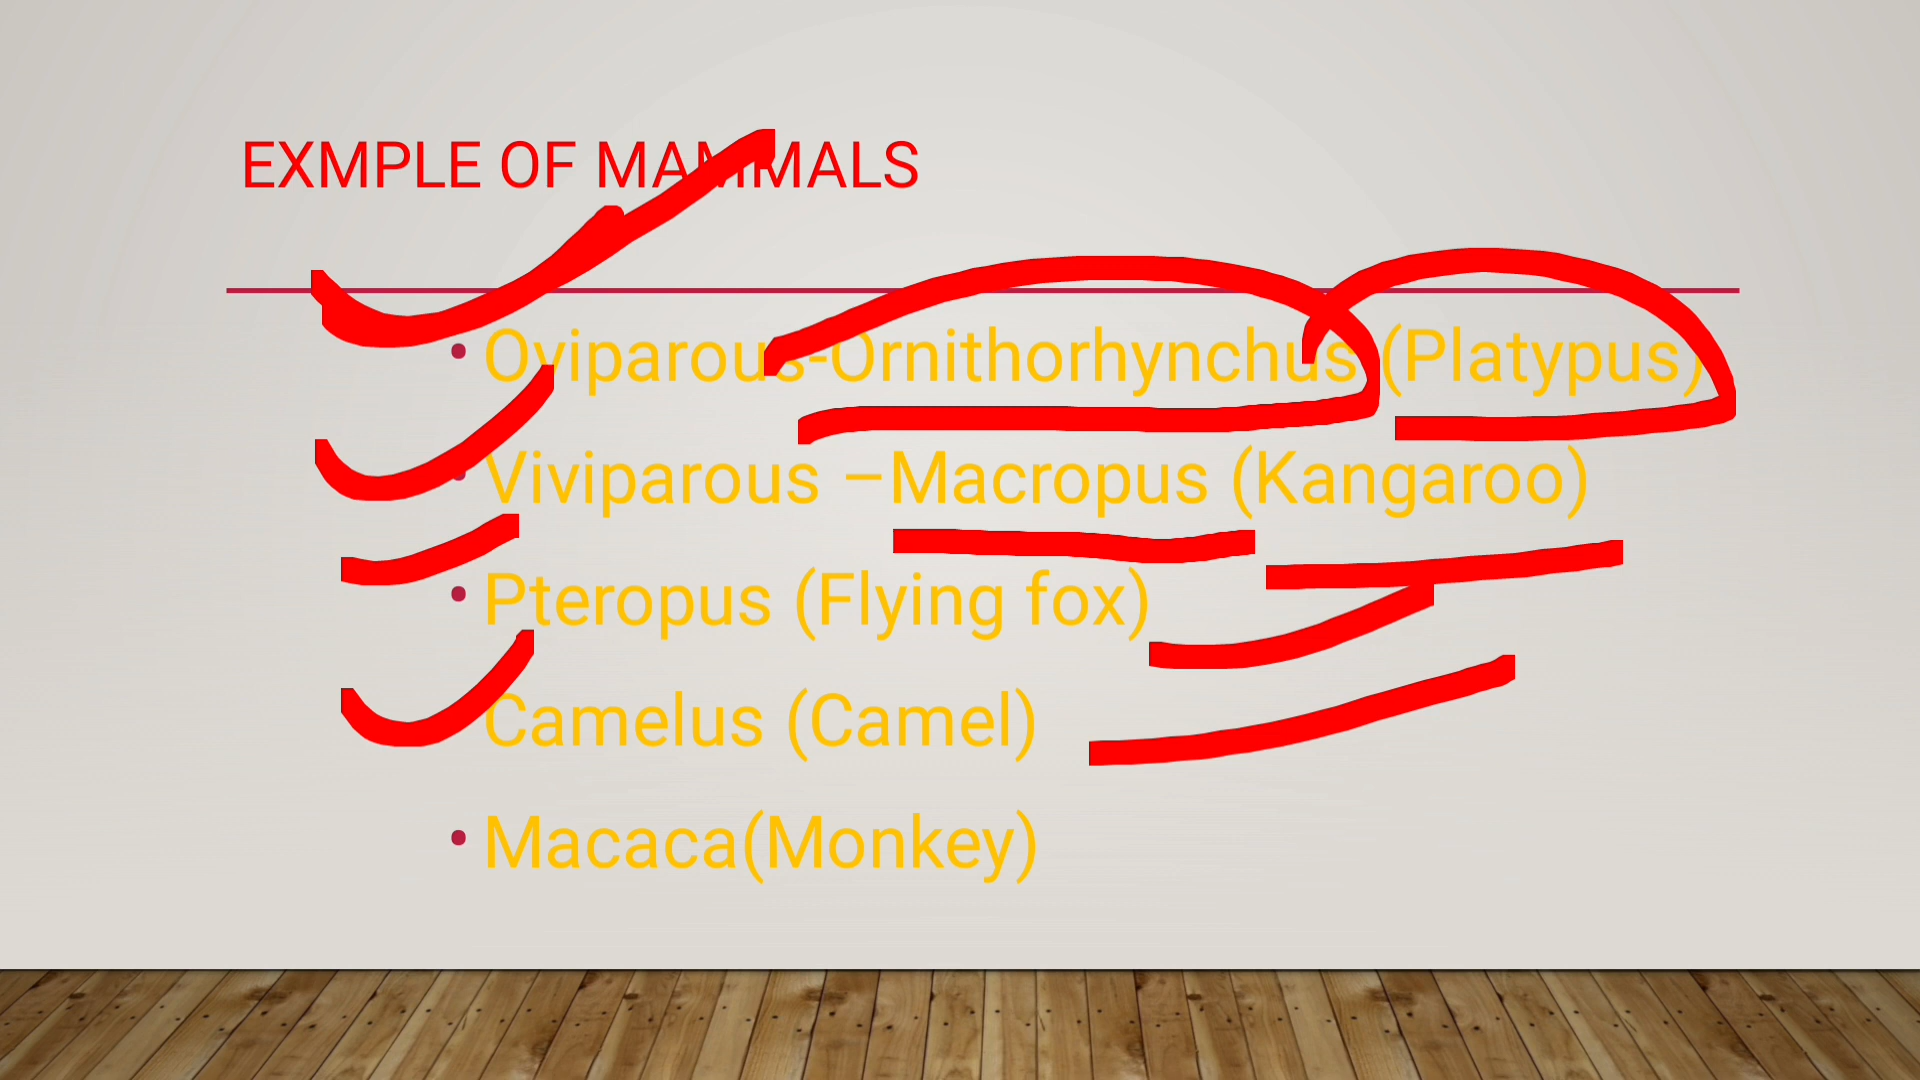 EXMPLE OF MAMMALS
• Oviparous-Ornithorhynchus (Platypus)
• Viviparous –Macropus (Kangaroo)
• Pteropus (Flying fox)
Camelus (Camel)
• Macaca(Monkey)